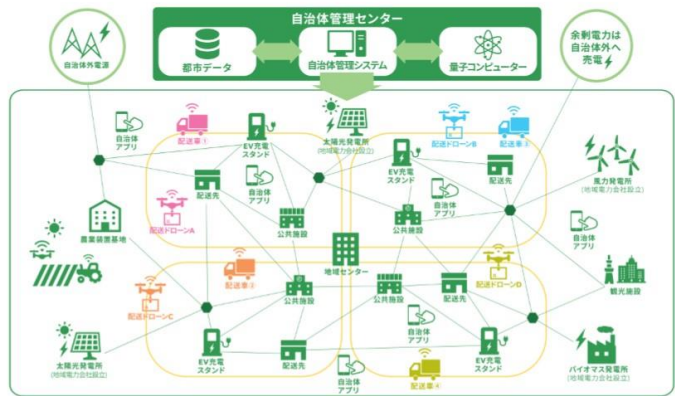 自治体管理センター
都市データ
自治体管理システム
量子コンピューター
自治体外電源
余剰電力は
自治体外へ
売電
自治体
アプリ
配送車①
EV充電
スタンド
太陽光発電所
(地域電力会社設立)
配送ドローンB
EV充電
スタンド
配送先
風力発電所
(地域電力会社設立)
配送先
自治体
アプリ
自治体
アプリ
農業装置基地
配送ドローンA
公共施設
公共施設
自治体
アプリ
地域センター
配送車③
配送ドローンD
観光施設
配送ドローンC
公共施設
公共施設
配送先
自治体
アプリ
太陽光発電所
(地域電力会社設立)
EV充電
スタンド
配送先
自治体
アプリ
配送車④
EV充電
スタンド
バイオマス発電所
(地域電力会社設立)